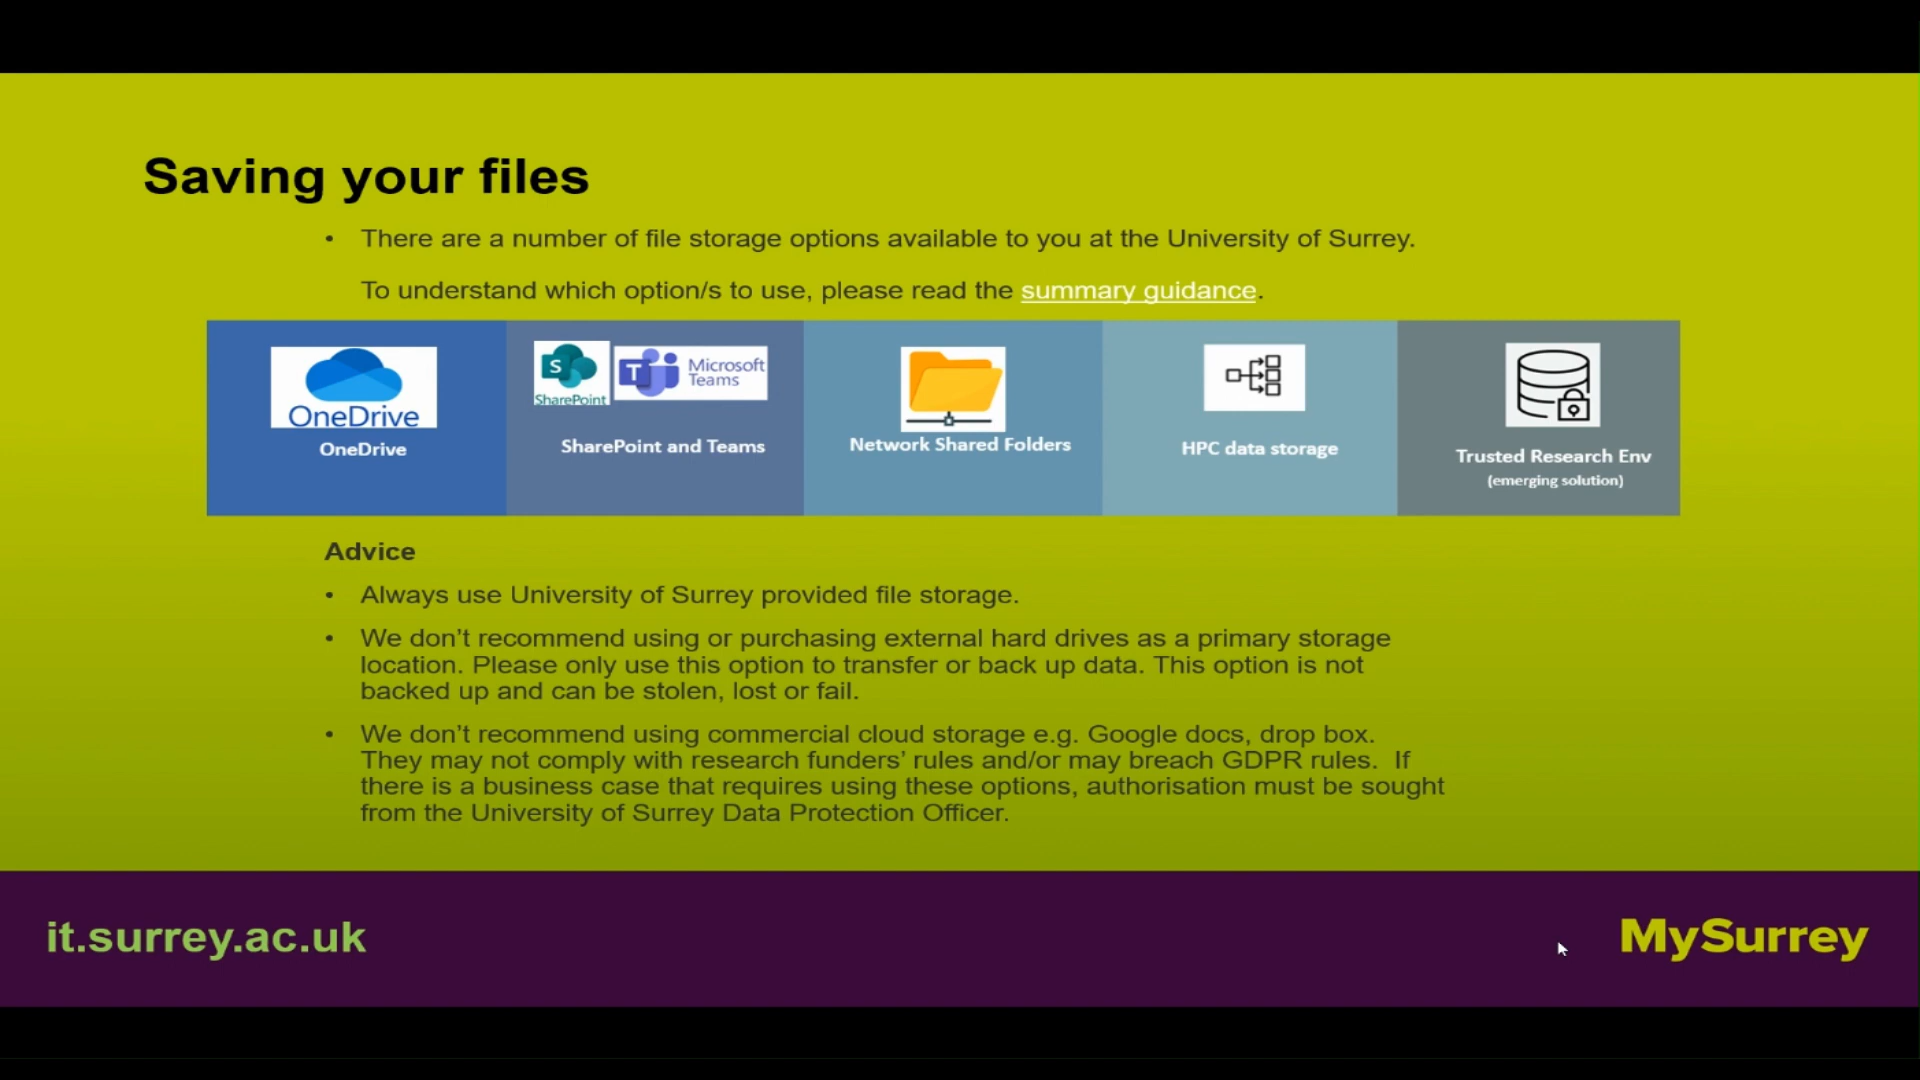 Saving your files
• There are a number of file storage options available to you at the University of Surrey.
To understand which option/s to use, please read the summary guidance.
OneDrive
OneDrive
S
SharePoint
T
Microsoft
Teams
SharePoint and Teams
Network Shared Folders
HPC data storage
Trusted Research Env
(emerging solution)
Advice
• Always use University of Surrey provided file storage.
• We don’t recommend using or purchasing external hard drives as a primary storage
location. Please only use this option to transfer or back up data. This option is not
backed up and can be stolen, lost or fail.
• We don’t recommend using commercial cloud storage e.g. Google docs, drop box.
They may not comply with research funders’ rules and/or may breach GDPR rules.  If
there is a business case that requires using these options, authorisation must be sought
from the University of Surrey Data Protection Officer.
it.surrey.ac.uk
MySurrey